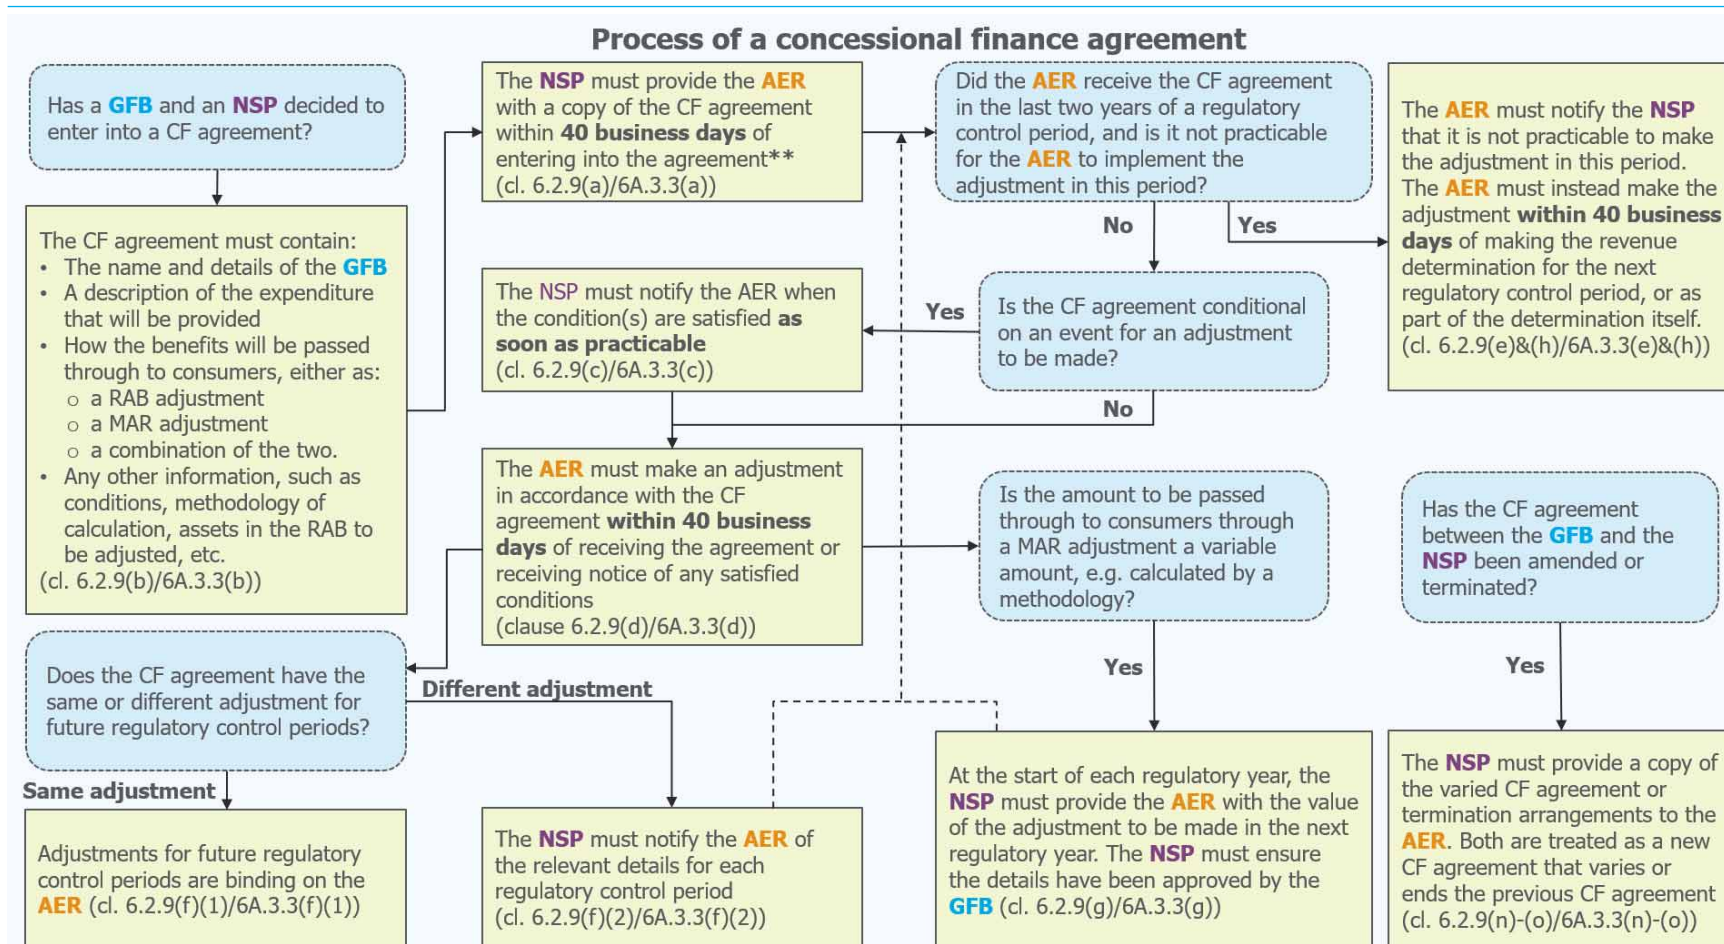 Process of a concessional finance agreement
Has a GFB and an NSP decided to
enter into a CF agreement?
The CF agreement must contain:
• The name and details of the GFB
• A description of the expenditure
that will be provided
• How the benefits will be passed
through to consumers, either as:
o a RAB adjustment
o a MAR adjustment
o a combination of the two.
• Any other information, such as
conditions, methodology of
calculation, assets in the RAB to
be adjusted, etc.
(cl. 6.2.9(b)/6A.3.3(b))
The NSP must provide the AER
with a copy of the CF agreement
within 40 business days of
entering into the agreement**
(cl. 6.2.9(a)/6A.3.3(a))
Did the AER receive the CF agreement
in the last two years of a regulatory
control period, and is it not practicable
for the AER to implement the
adjustment in this period?
No
Yes
The AER must notify the NSP
that it is not practicable to make
the adjustment in this period.
The AER must instead make the
adjustment within 40 business
days of making the revenue
determination for the next
regulatory control period, or as
part of the determination itself.
(cl. 6.2.9(e)&(h)/6A.3.3(e)&(h))
Is the CF agreement conditional
on an event for an adjustment
to be made?
Yes
No
The NSP must notify the AER when
the condition(s) are satisfied as
soon as practicable
(cl. 6.2.9(c)/6A.3.3(c))
The AER must make an adjustment
in accordance with the CF
agreement within 40 business
days of receiving the agreement or
receiving notice of any satisfied
conditions
(clause 6.2.9(d)/6A.3.3(d))
Is the amount to be passed
through to consumers through
a MAR adjustment a variable
amount, e.g. calculated by a
methodology?
Yes
Has the CF agreement
between the GFB and the
NSP been amended or
terminated?
Yes
Does the CF agreement have the
same or different adjustment for
future regulatory control periods?
Different adjustment
Same adjustment
Adjustments for future regulatory
control periods are binding on the
AER (cl. 6.2.9(f)(1)/6A.3.3(f)(1))
The NSP must notify the AER of
the relevant details for each
regulatory control period
(cl. 6.2.9(f)(2)/6A.3.3(f)(2))
At the start of each regulatory year, the
NSP must provide the AER with the value
of the adjustment to be made in the next
regulatory year. The NSP must ensure
the details have been approved by the
GFB (cl. 6.2.9(g)/6A.3.3(g))
The NSP must provide a copy of
the varied CF agreement or
termination arrangements to the
AER. Both are treated as a new
CF agreement that varies or
ends the previous CF agreement
(cl. 6.2.9(n)-(o)/6A.3.3(n)-(o))